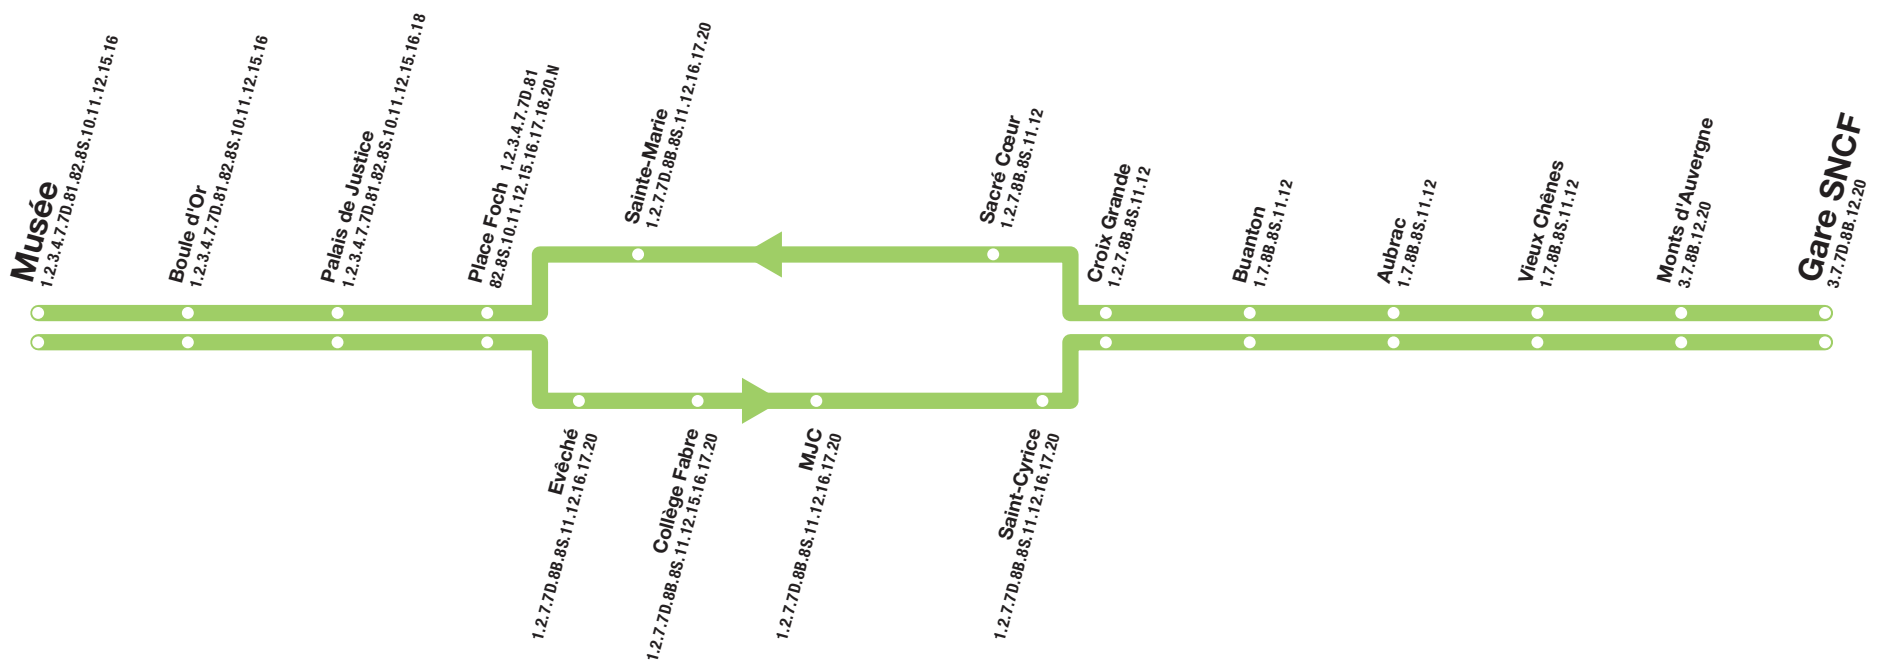 Musée
1.2.3.4.7.7D.81.82.8S.10.11.12.15.16
Boule d'Or
1.2.3.4.7.7D.81.82.8S.10.11.12.15.16
Palais de Justice
1.2.3.4.7.7D.81.82.8S.10.11.12.15.16.18
Place Foch 1.2.3.4.7.7D.81
82.8S.10.11.12.15.16.17.18.20.N
Sainte-Marie
1.2.7.7D.8B.8S.11.12.16.17.20
Sacré Cœur
1.2.7.8B.8S.11.12
Croix Grande
1.2.7.8B.8S.11.12
Buanton
1.7.8B.8S.11.12
Aubrac
1.7.8B.8S.11.12
Vieux Chênes
1.7.8B.8S.11.12
Monts d'Auvergne
3.7.8B.12.20
Gare SNCF
3.7.7D.8B.12.20
Evêché
1.2.7.7D.8B.8S.11.12.16.17.20
Collège Fabre
1.2.7.7D.8B.8S.11.12.15.16.17.20
MJC
1.2.7.7D.8B.8S.11.12.16.17.20
Saint-Cyrice
1.2.7.7D.8B.8S.11.12.16.17.20